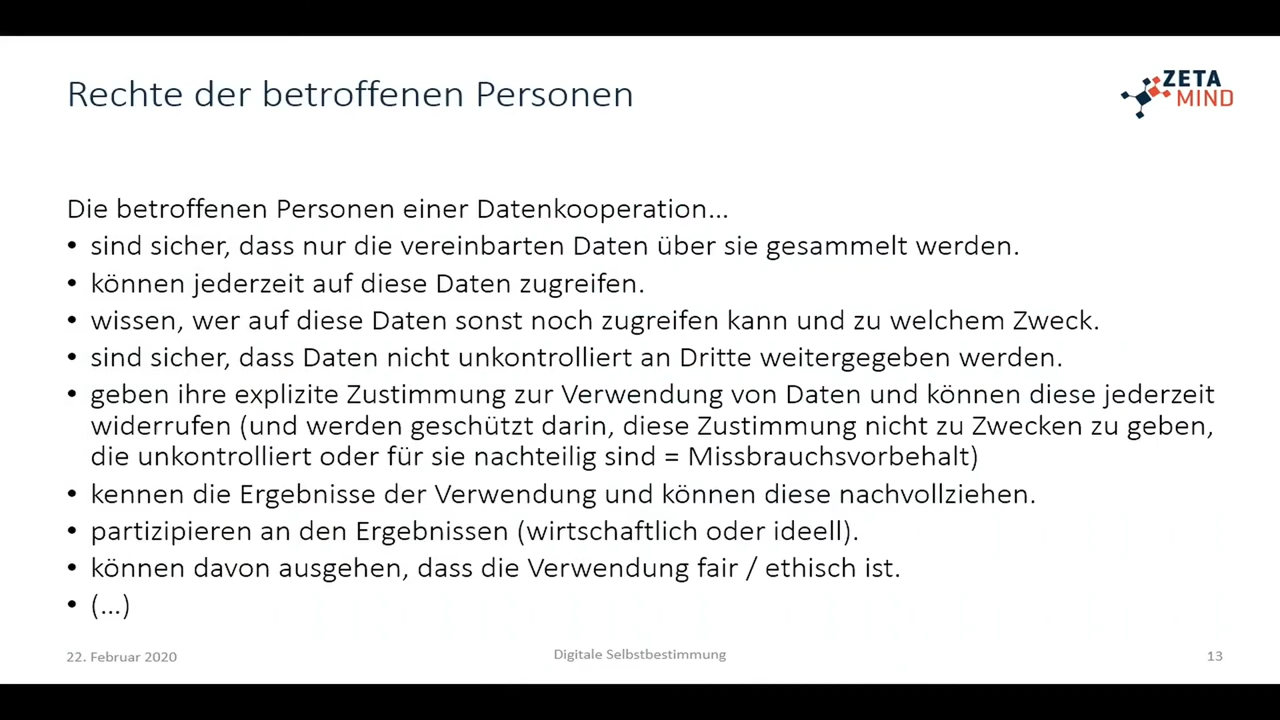 Rechte der betroffenen Personen
ZETA
MIND
Die betroffenen Personen einer Datenkooperation...
• sind sicher, dass nur die vereinbarten Daten über sie gesammelt werden.
• können jederzeit auf diese Daten zugreifen.
• wissen, wer auf diese Daten sonst noch zugreifen kann und zu welchem Zweck.
• sind sicher, dass Daten nicht unkontrolliert an Dritte weitergegeben werden.
• geben ihre explizite Zustimmung zur Verwendung von Daten und können diese jederzeit
widerrufen (und werden geschützt darin, diese Zustimmung nicht zu Zwecken zu geben,
die unkontrolliert oder für sie nachteilig sind = Missbrauchsvorbehalt)
• kennen die Ergebnisse der Verwendung und können diese nachvollziehen.
• partizipieren an den Ergebnissen (wirtschaftlich oder ideell).
• können davon ausgehen, dass die Verwendung fair / ethisch ist.
• (...)
22. Februar 2020
Digitale Selbstbestimmung
13